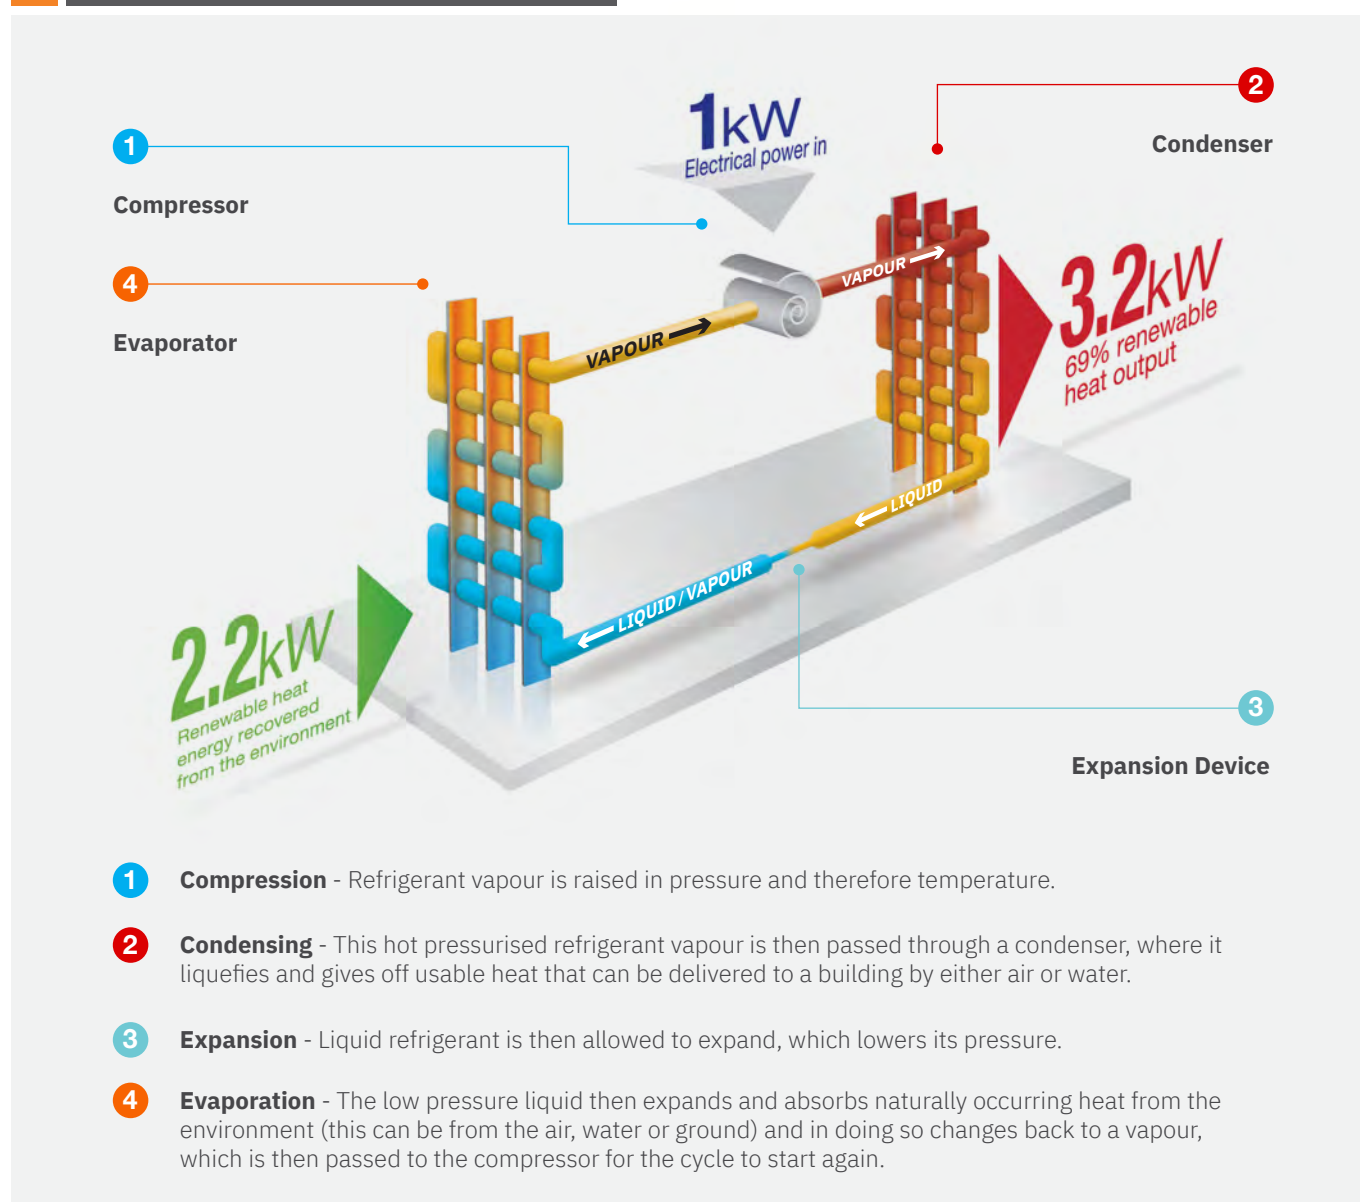 1kW
Electrical power in
2
Condenser
1
Compressor
4
Evaporator
VAPOUR
VAPOUR
3.2kW
69% renewable
heat output
LIQUID
LIQUID/VAPOUR
2.2kW
Renewable heat
energy recovered
from the environment
3
Expansion Device
1 Compression - Refrigerant vapour is raised in pressure and therefore temperature.
2 Condensing - This hot pressurised refrigerant vapour is then passed through a condenser, where it
liquefies and gives off usable heat that can be delivered to a building by either air or water.
3 Expansion - Liquid refrigerant is then allowed to expand, which lowers its pressure.
4 Evaporation - The low pressure liquid then expands and absorbs naturally occurring heat from the
environment (this can be from the air, water or ground) and in doing so changes back to a vapour,
which is then passed to the compressor for the cycle to start again.